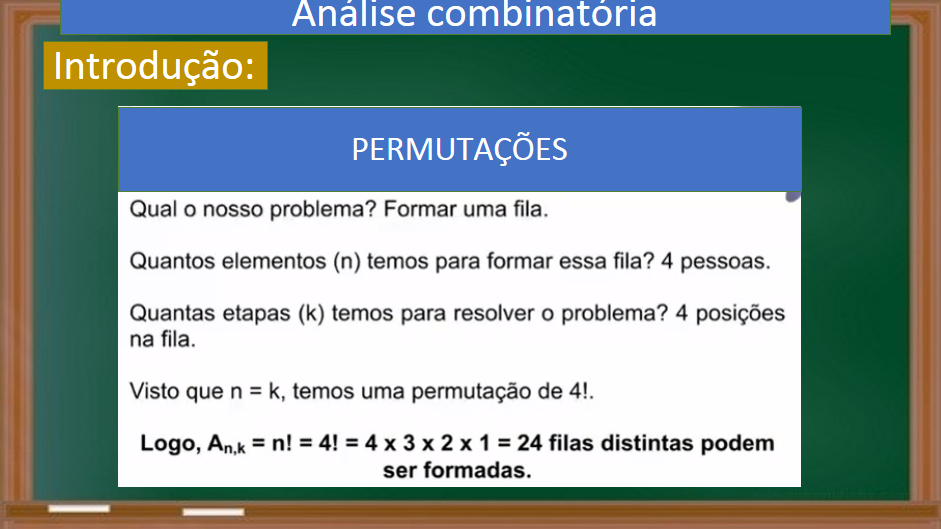 Análise combinatória
Introdução:
PERMUTAÇÕES
Qual o nosso problema? Formar uma fila.
Quantos elementos (n) temos para formar essa fila? 4 pessoas.
Quantas etapas (k) temos para resolver o problema? 4 posições
na fila.
Visto que n = k, temos uma permutação de 4!.
Logo, Aₙ,ₖ = n! = 4! = 4 x 3 x 2 x 1 = 24 filas distintas podem
ser formadas.